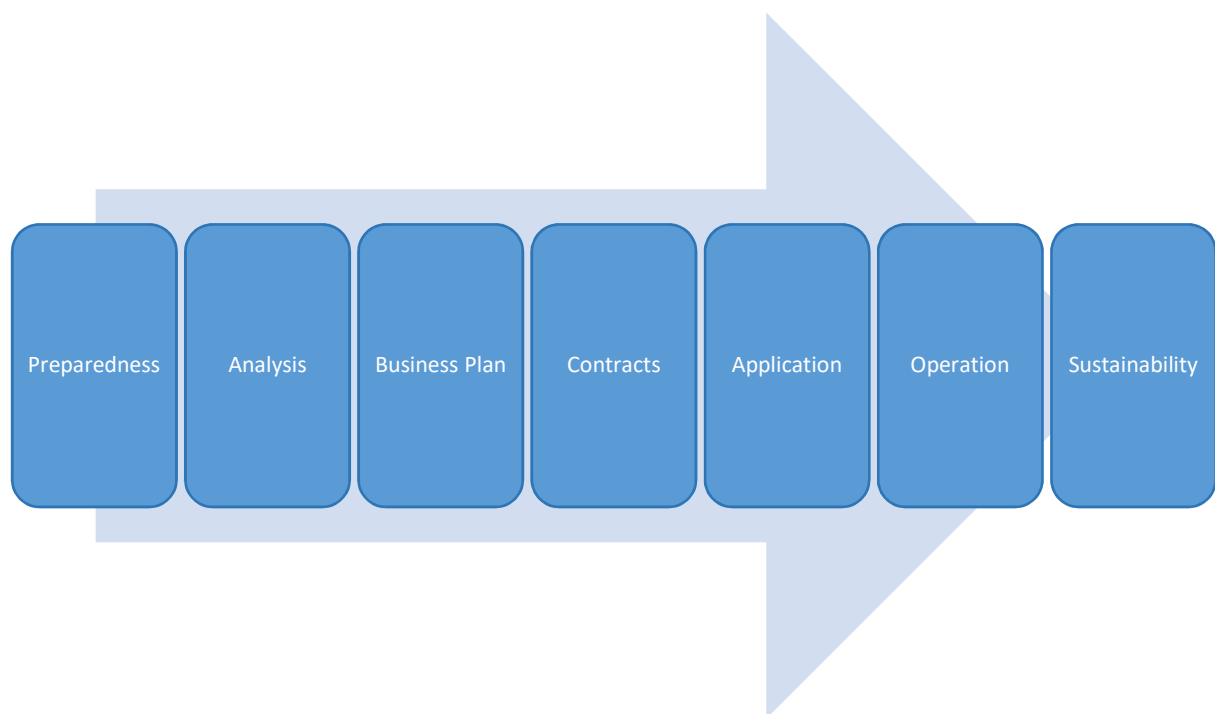 Preparedness
Analysis
Business Plan
Contracts
Application
Operation
Sustainability